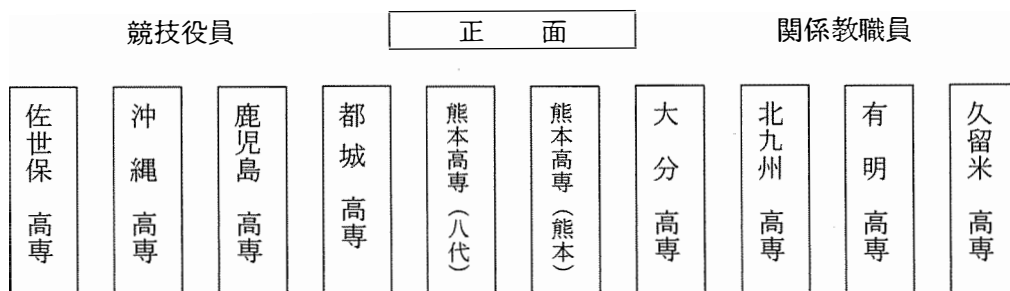 競技役員
正面
関係教職員
佐世保高専
沖縄高専
鹿児島高専
都城高専
熊本高専(八代)
熊本高専(熊本)
大分高専
北九州高専
有明高専
久留米高専